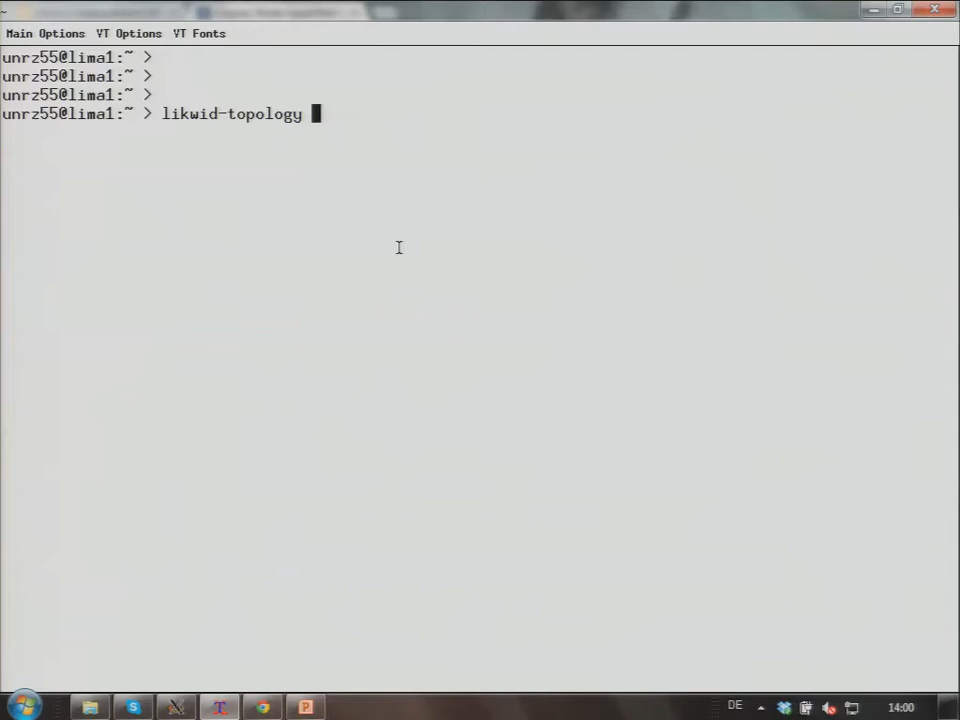 ~
Main Options VT Options VT Fonts
unrz55@lima1:~ >
unrz55@lima1:~ >
unrz55@lima1:~ >
unrz55@lima1:~ > likwid-topology
DE
14:00